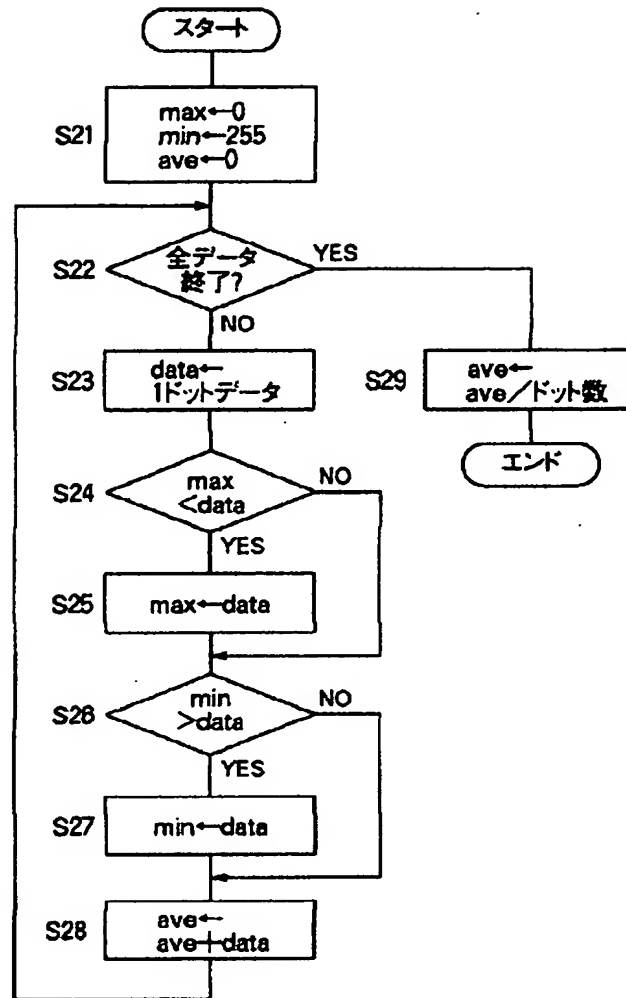 スタート
S21
max←0
min←255
ave←0
S22
全データ
終了?
YES
NO
S23
data←
1ドットデータ
S29
ave←
ave/ドット数
エンド
S24
max
<data
NO
YES
S25
max←data
S26
min
>data
NO
YES
S27
min←data
S28
ave←
ave+data